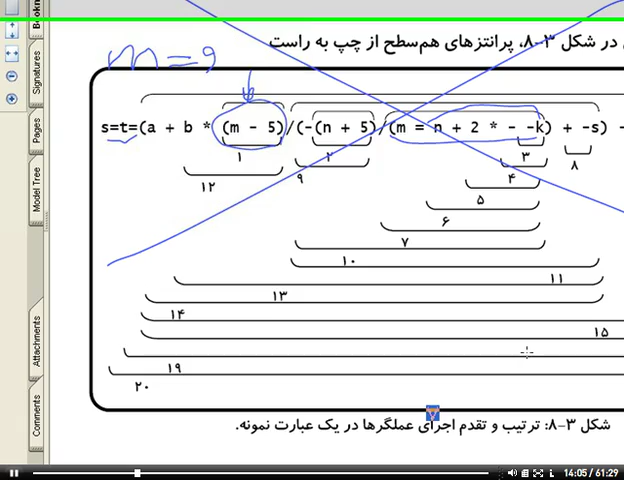 در شکل ۳-۸، پرانتزهای هم‌سطح از چپ به راست
m = 9
s=t=(a + b * (m - 5)/(-(n + 5)/(m = n + 2 * - -k) + -s) -
۱ ۲ ۳ ۸
۱۲ ۹ ۴
۵
۶
۷
۱۰
۱۱
۱۳
۱۴
۱۵
۱۹
۲۰
شکل ۳-۸: ترتیب و تقدم اجرای عملگرها در یک عبارت نمونه.
Signatures
Pages
Model Tree
Attachments
Comments
14:05 / 61:29